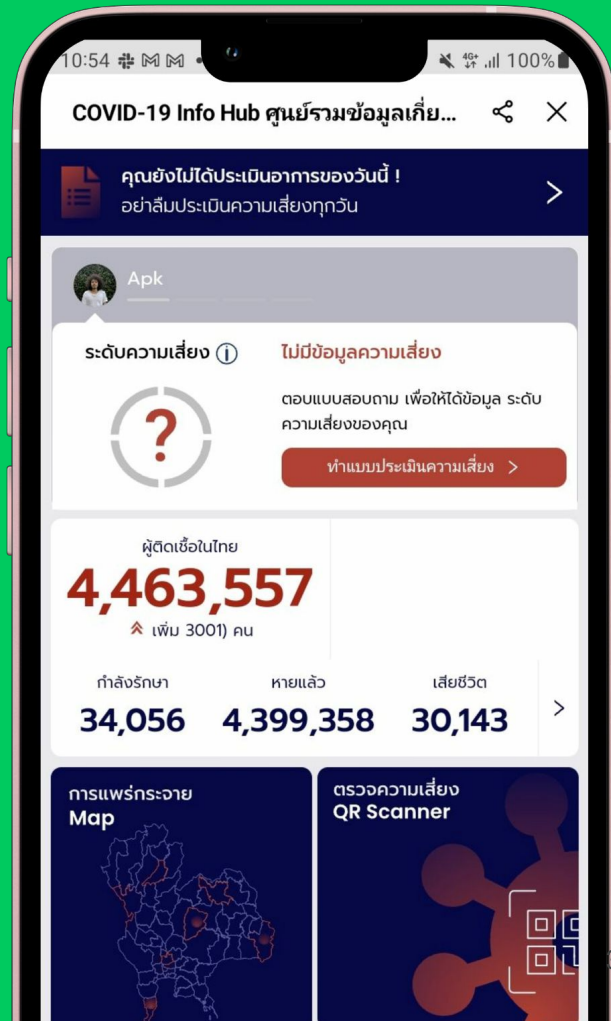 10:54
4G+
100%
COVID-19 Info Hub ศูนย์รวมข้อมูลเกี่ย...
คุณยังไม่ได้ประเมินอาการของวันนี้ !
อย่าลืมประเมินความเสี่ยงทุกวัน
Apk
ระดับความเสี่ยง
ไม่มีข้อมูลความเสี่ยง
ตอบแบบสอบถาม เพื่อให้ได้ข้อมูล ระดับ
ความเสี่ยงของคุณ
ทำแบบประเมินความเสี่ยง
ผู้ติดเชื้อในไทย
4,463,557
เพิ่ม 3001) คน
กำลังรักษา
34,056
หายแล้ว
4,399,358
เสียชีวิต
30,143
การแพร่กระจาย
Map
ตรวจความเสี่ยง
QR Scanner